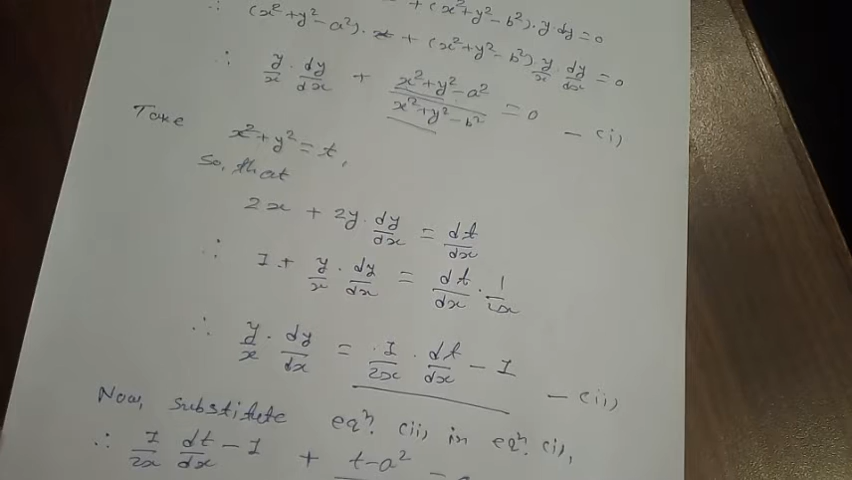 ∴ + (x²+y²-b²).y.dy=0
(x²+y²-a²). + (x²+y²-b²) y/x . dy/dx = 0
∴ y/x . dy/dx + (x²+y²-a²)/(x²+y²-b²) = 0 — (i)
Take x²+y² = t,
So, that
2x + 2y. dy/dx = dt/dx
∴ 1 + y/x . dy/dx = dt/dx . 1/2x
∴ y/x . dy/dx = 1/2x . dt/dx - 1 — (ii)
Now, substitute eqⁿ. (ii) in eqⁿ. (i),
∴ 1/2x dt/dx - 1 + t-a²